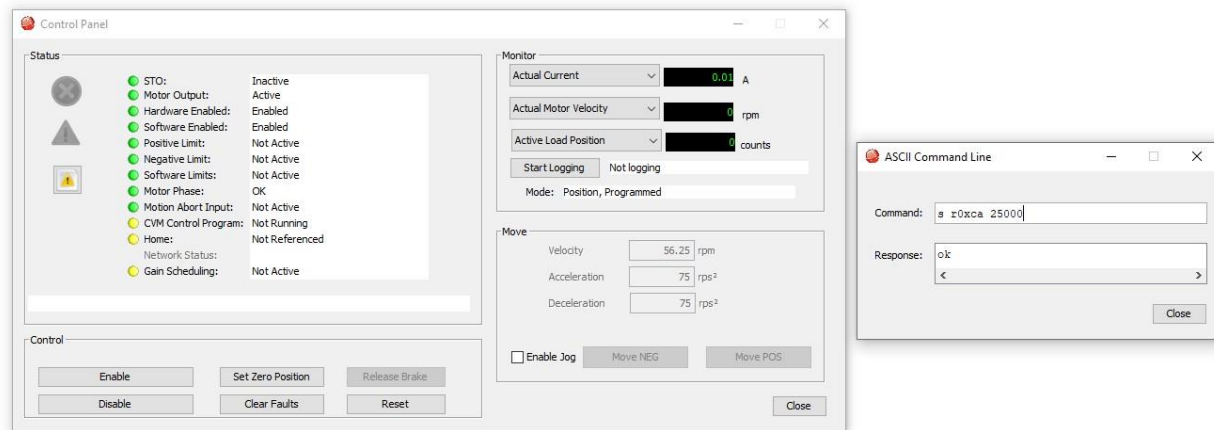 Control Panel
Status
STO: Inactive
Motor Output: Active
Hardware Enabled: Enabled
Software Enabled: Enabled
Positive Limit: Not Active
Negative Limit: Not Active
Software Limits: Not Active
Motor Phase: OK
Motion Abort Input: Not Active
CVM Control Program: Not Running
Home: Not Referenced
Network Status:
Gain Scheduling: Not Active
Control
Enable Set Zero Position Release Brake
Disable Clear Faults Reset
Monitor
Actual Current 0.01 A
Actual Motor Velocity 0 rpm
Active Load Position 0 counts
Start Logging Not logging
Mode: Position, Programmed
Move
Velocity 56.25 rpm
Acceleration 75 rps²
Deceleration 75 rps²
Enable Jog Move NEG Move POS
Close
ASCII Command Line
Command: s r0xca 25000
Response: ok
Close